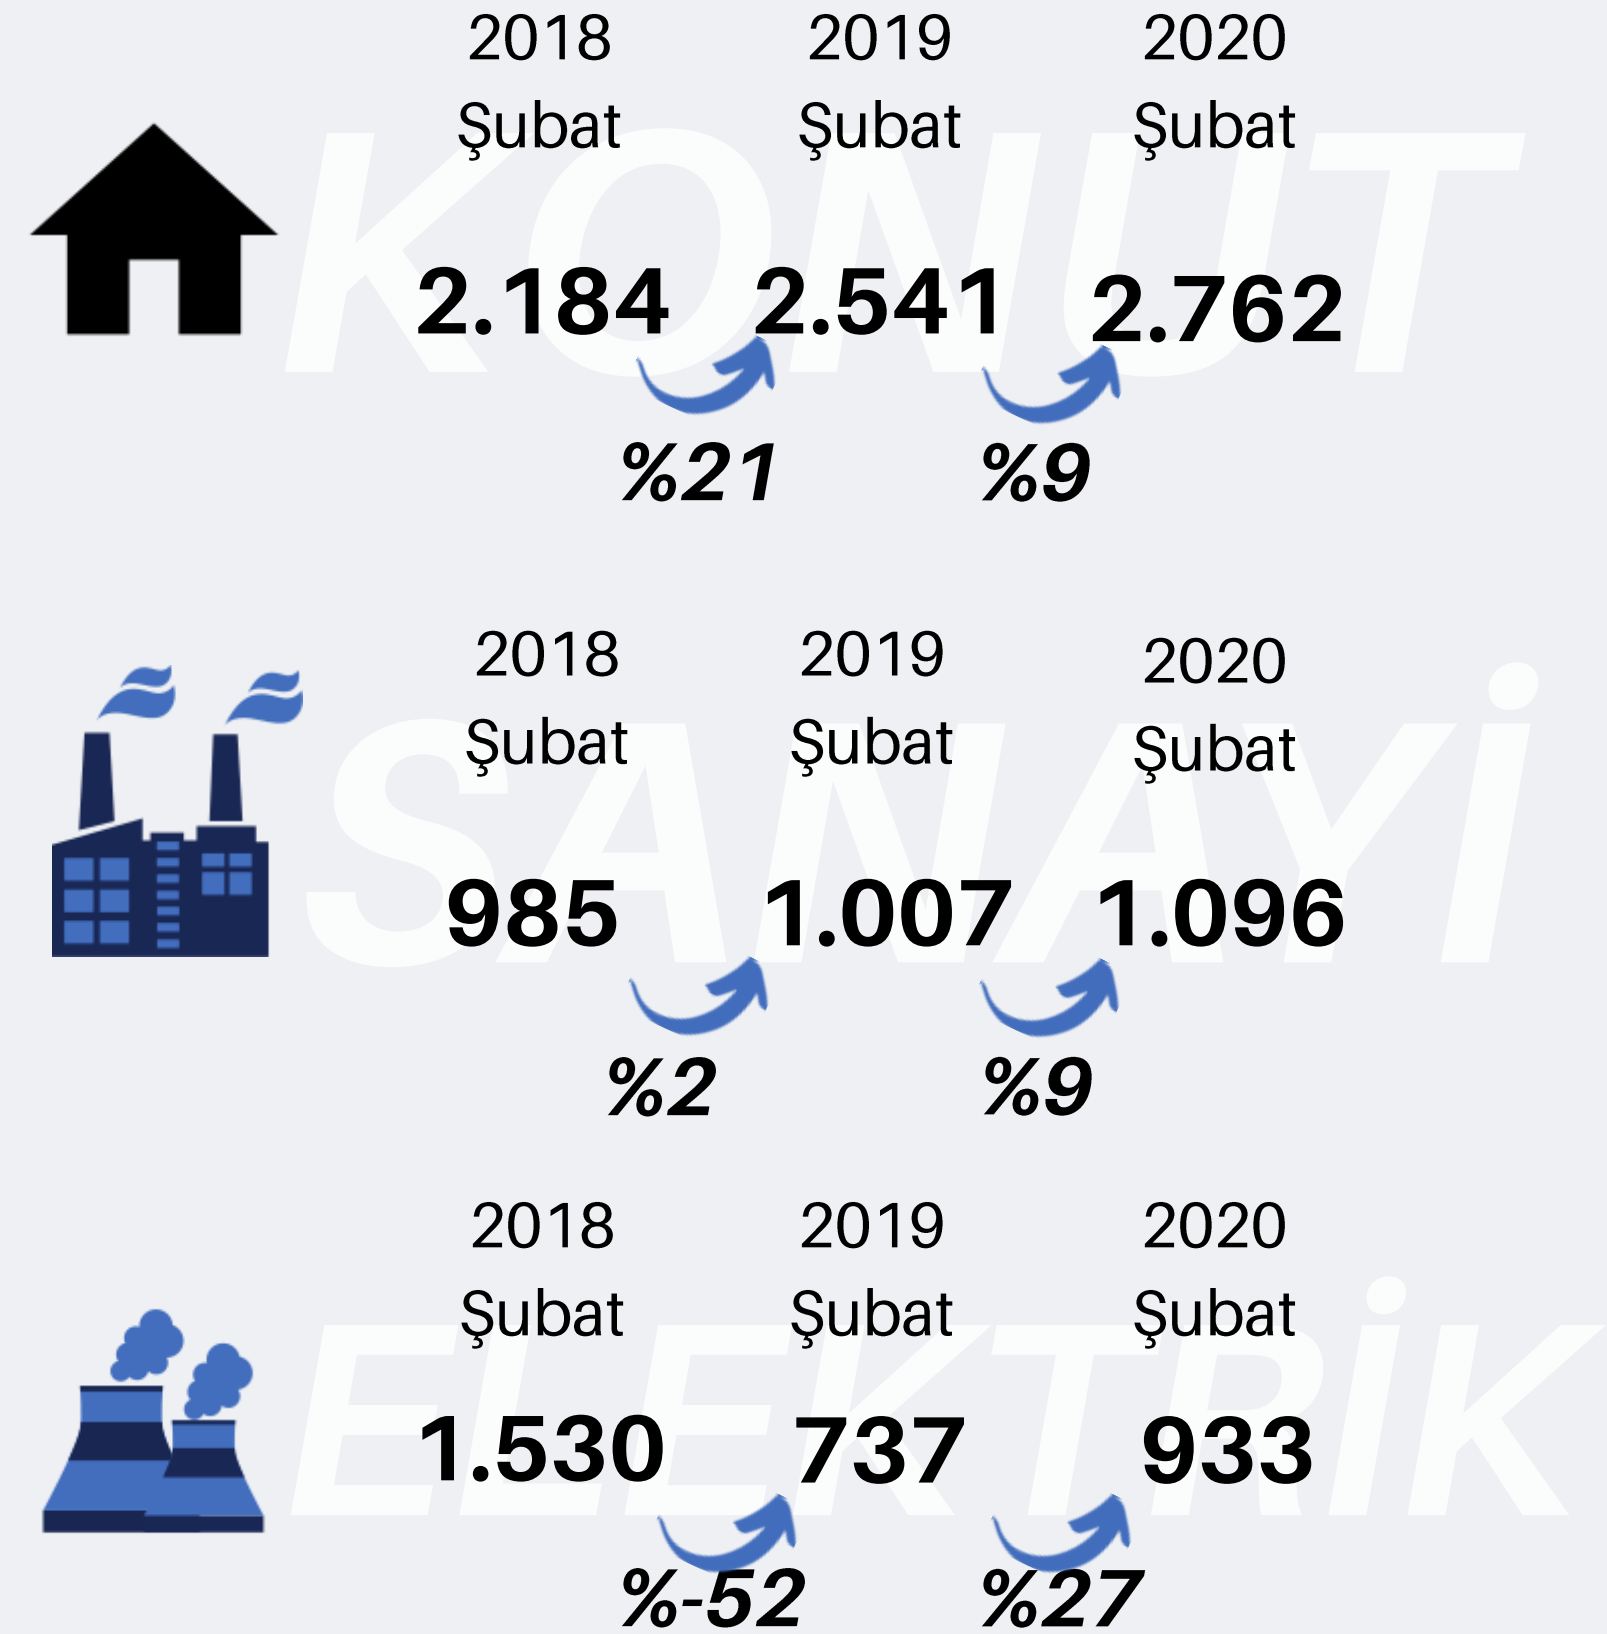 KONUT
2018 2019 2020
Şubat Şubat Şubat
2.184 2.541 2.762
%21 %9
SANAYİ
2018 2019 2020
Şubat Şubat Şubat
985 1.007 1.096
%2 %9
ELEKTRİK
2018 2019 2020
Şubat Şubat Şubat
1.530 737 933
%-52 %27